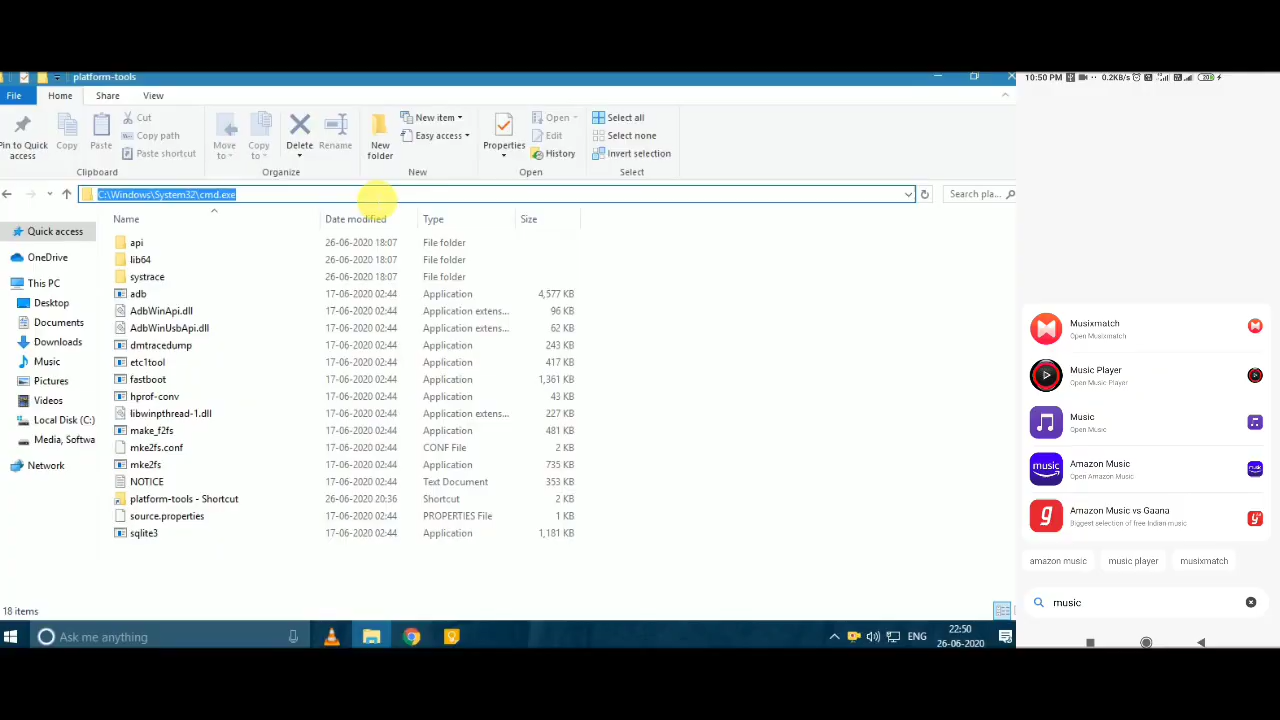 platform-tools
File Home Share View
Pin to Quick access
Copy
Paste
Cut
Copy path
Paste shortcut
Clipboard
Move to
Copy to
Delete
Rename
Organize
New folder
New item
Easy access
New
Properties
Open
Edit
History
Open
Select all
Select none
Invert selection
Select
C:\Windows\System32\cmd.exe
Search pla...
Name Date modified Type Size
Quick access
OneDrive
This PC
Desktop
Documents
Downloads
Music
Pictures
Videos
Local Disk (C:)
Media, Softwa
Network
api 26-06-2020 18:07 File folder
lib64 26-06-2020 18:07 File folder
systrace 26-06-2020 18:07 File folder
adb 17-06-2020 02:44 Application 4,577 KB
AdbWinApi.dll 17-06-2020 02:44 Application extens... 96 KB
AdbWinUsbApi.dll 17-06-2020 02:44 Application extens... 62 KB
dmtracedump 17-06-2020 02:44 Application 243 KB
etc1tool 17-06-2020 02:44 Application 417 KB
fastboot 17-06-2020 02:44 Application 1,361 KB
hprof-conv 17-06-2020 02:44 Application 43 KB
libwinpthread-1.dll 17-06-2020 02:44 Application extens... 227 KB
make_f2fs 17-06-2020 02:44 Application 481 KB
mke2fs.conf 17-06-2020 02:44 CONF File 2 KB
mke2fs 17-06-2020 02:44 Application 735 KB
NOTICE 17-06-2020 02:44 Text Document 353 KB
platform-tools - Shortcut 26-06-2020 20:36 Shortcut 2 KB
source.properties 17-06-2020 02:44 PROPERTIES File 1 KB
sqlite3 17-06-2020 02:44 Application 1,181 KB
18 items
Ask me anything
ENG
22:50
26-06-2020
10:50 PM 0.2KB/s
Musixmatch
Open Musixmatch
Music Player
Open Music Player
Music
Open Music
music
Amazon Music
Open Amazon Music
music
Amazon Music vs Gaana
Biggest selection of free Indian music
amazon music music player musixmatch
music